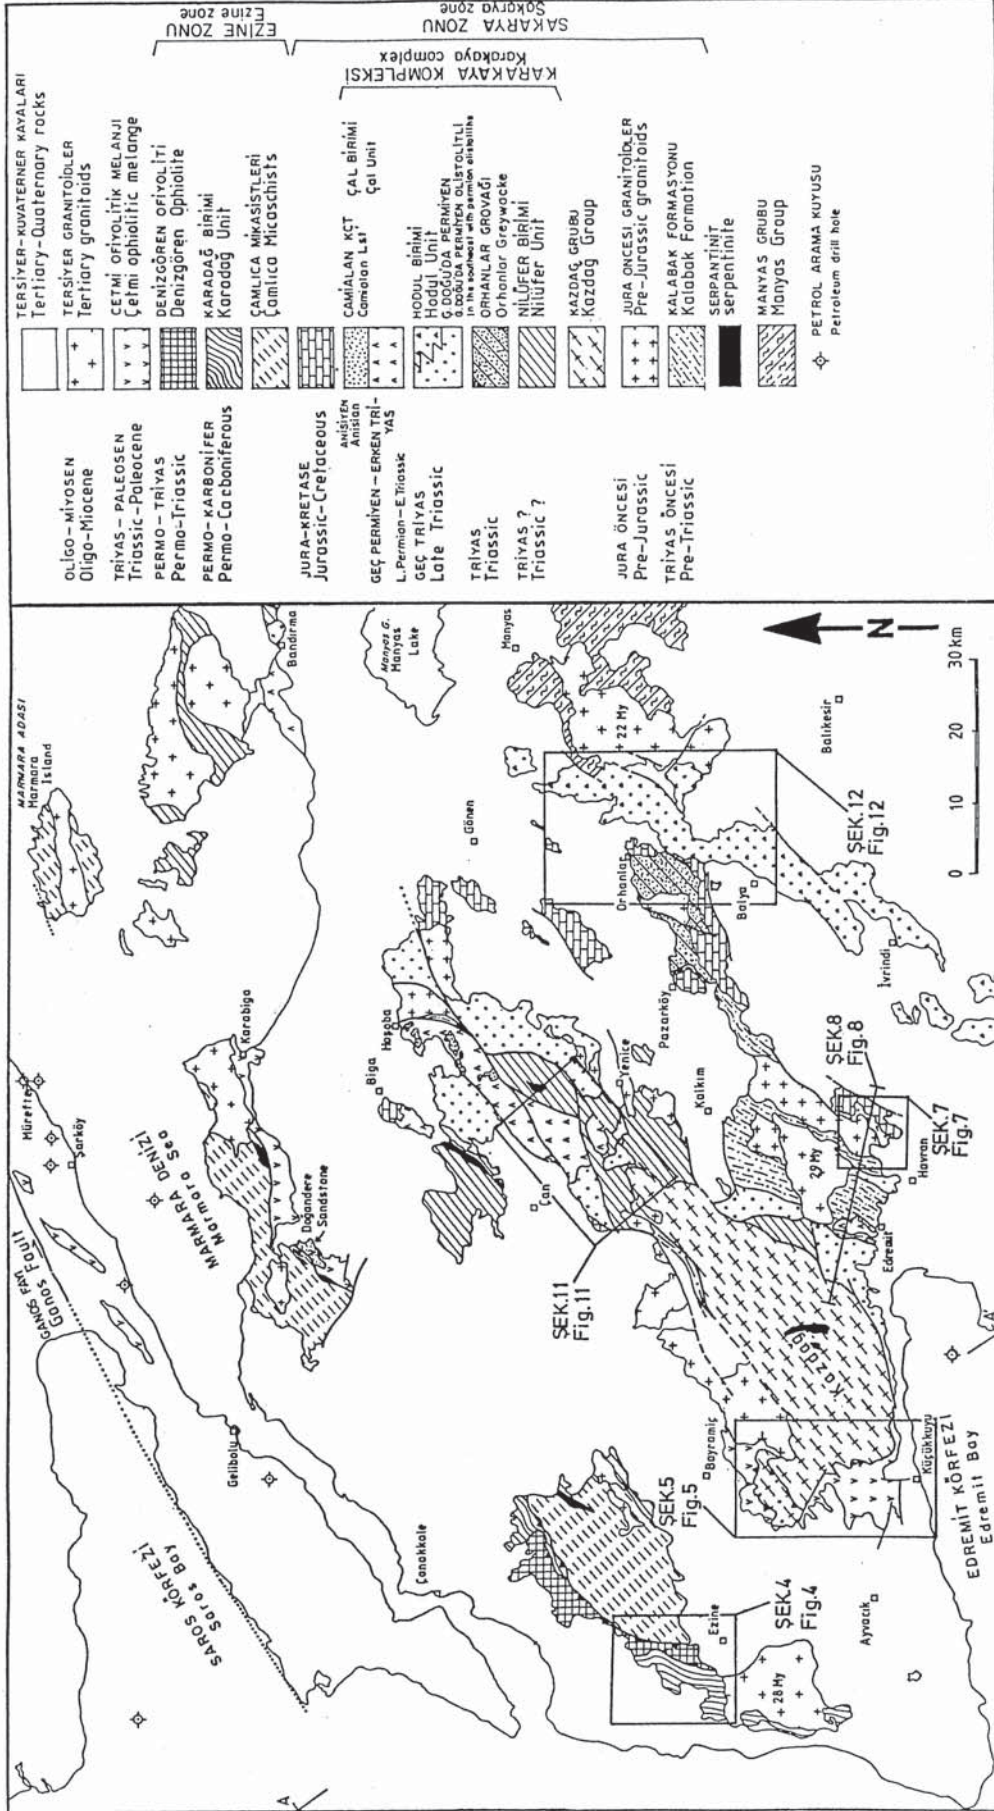 TERSİYER-KUVATERNER KAYALARI
Tertiary-Quaternary rocks
OLİGO-MİYOSEN
Oligo-Miocene
TERSİYER GRANİTOİDLER
Tertiary granitoids
TRİYAS-PALEOSEN
Triassic-Paleocene
ÇETMİ OFİYOLİTİK MELANJI
Çetmi ophiolitic melange
PERMO-TRİYAS
Permo-Triassic
DENİZGÖREN OFİYOLİTİ
Denizgören Ophiolite
PERMO-KARBONİFER
Permo-Carboniferous
KARADAĞ BİRİMİ
Karadağ Unit
ÇAMLICA MİKAŞİSTLERİ
Çamlıca Micaschists
EZİNE ZONU
Ezine zone
JURA-KRETASE
Jurassic-Cretaceous
ANİSİYEN
Anisian
CAMİALAN KÇT
Camialan Lst
GEÇ PERMİYEN-ERKEN TRİ-
YAS
L.Permian-E.Triassic
ÇAL BİRİMİ
Çal Unit
GEÇ TRİYAS
Late Triassic
HODUL BİRİMİ
Hodul Unit
G.DOĞU'DA PERMİYEN OLİSTOLİTLİ
in the southeast with permian olistoliths
TRİYAS
Triassic
ORHANLAR GROVAĞI
Orhanlar Greywacke
TRİYAS ?
Triassic ?
NİLÜFER BİRİMİ
Nilüfer Unit
KARAKAYA KOMPLEKSİ
Karakaya complex
KAZDAĞ GRUBU
Kazdağ Group
JURA ÖNCESİ
Pre-Jurassic
JURA ÖNCESİ GRANİTOİDLER
Pre-Jurassic granitoids
TRİYAS ÖNCESİ
Pre-Triassic
KALABAK FORMASYONU
Kalabak Formation
SERPANTİNİT
serpentinite
MANYAS GRUBU
Manyas Group
SAKARYA ZONU
Sakarya zone
PETROL ARAMA KUYUSU
Petroleum drill hole
MARMARA ADASI
Marmara Island
Bandırma
Manyas G.
Manyas Lake
Manyas
Mürefte
Şarköy
GANOS FAYI
Ganos Fault
MARMARA DENİZİ
Marmara Sea
Karabiga
Doğandere
Sandstone
Gönen
Biga
Hoşoba
Gelibolu
SAROS KÖRFEZİ
Saros Bay
Çanakkale
Çan
Yenice
Pazarköy
Kalkım
Orhanlar
Balya
Balıkesir
İvrindi
22 My
29 My
28 My
ŞEK.12
Fig.12
ŞEK.11
Fig.11
ŞEK.8
Fig.8
ŞEK.7
Fig.7
ŞEK.5
Fig.5
ŞEK.4
Fig.4
Havran
Edremit
Kazdağ
Bayramiç
Küçükkuyu
Ezine
Ayvacık
EDREMİT KÖRFEZİ
Edremit Bay
A
A'
N
0 10 20 30 km